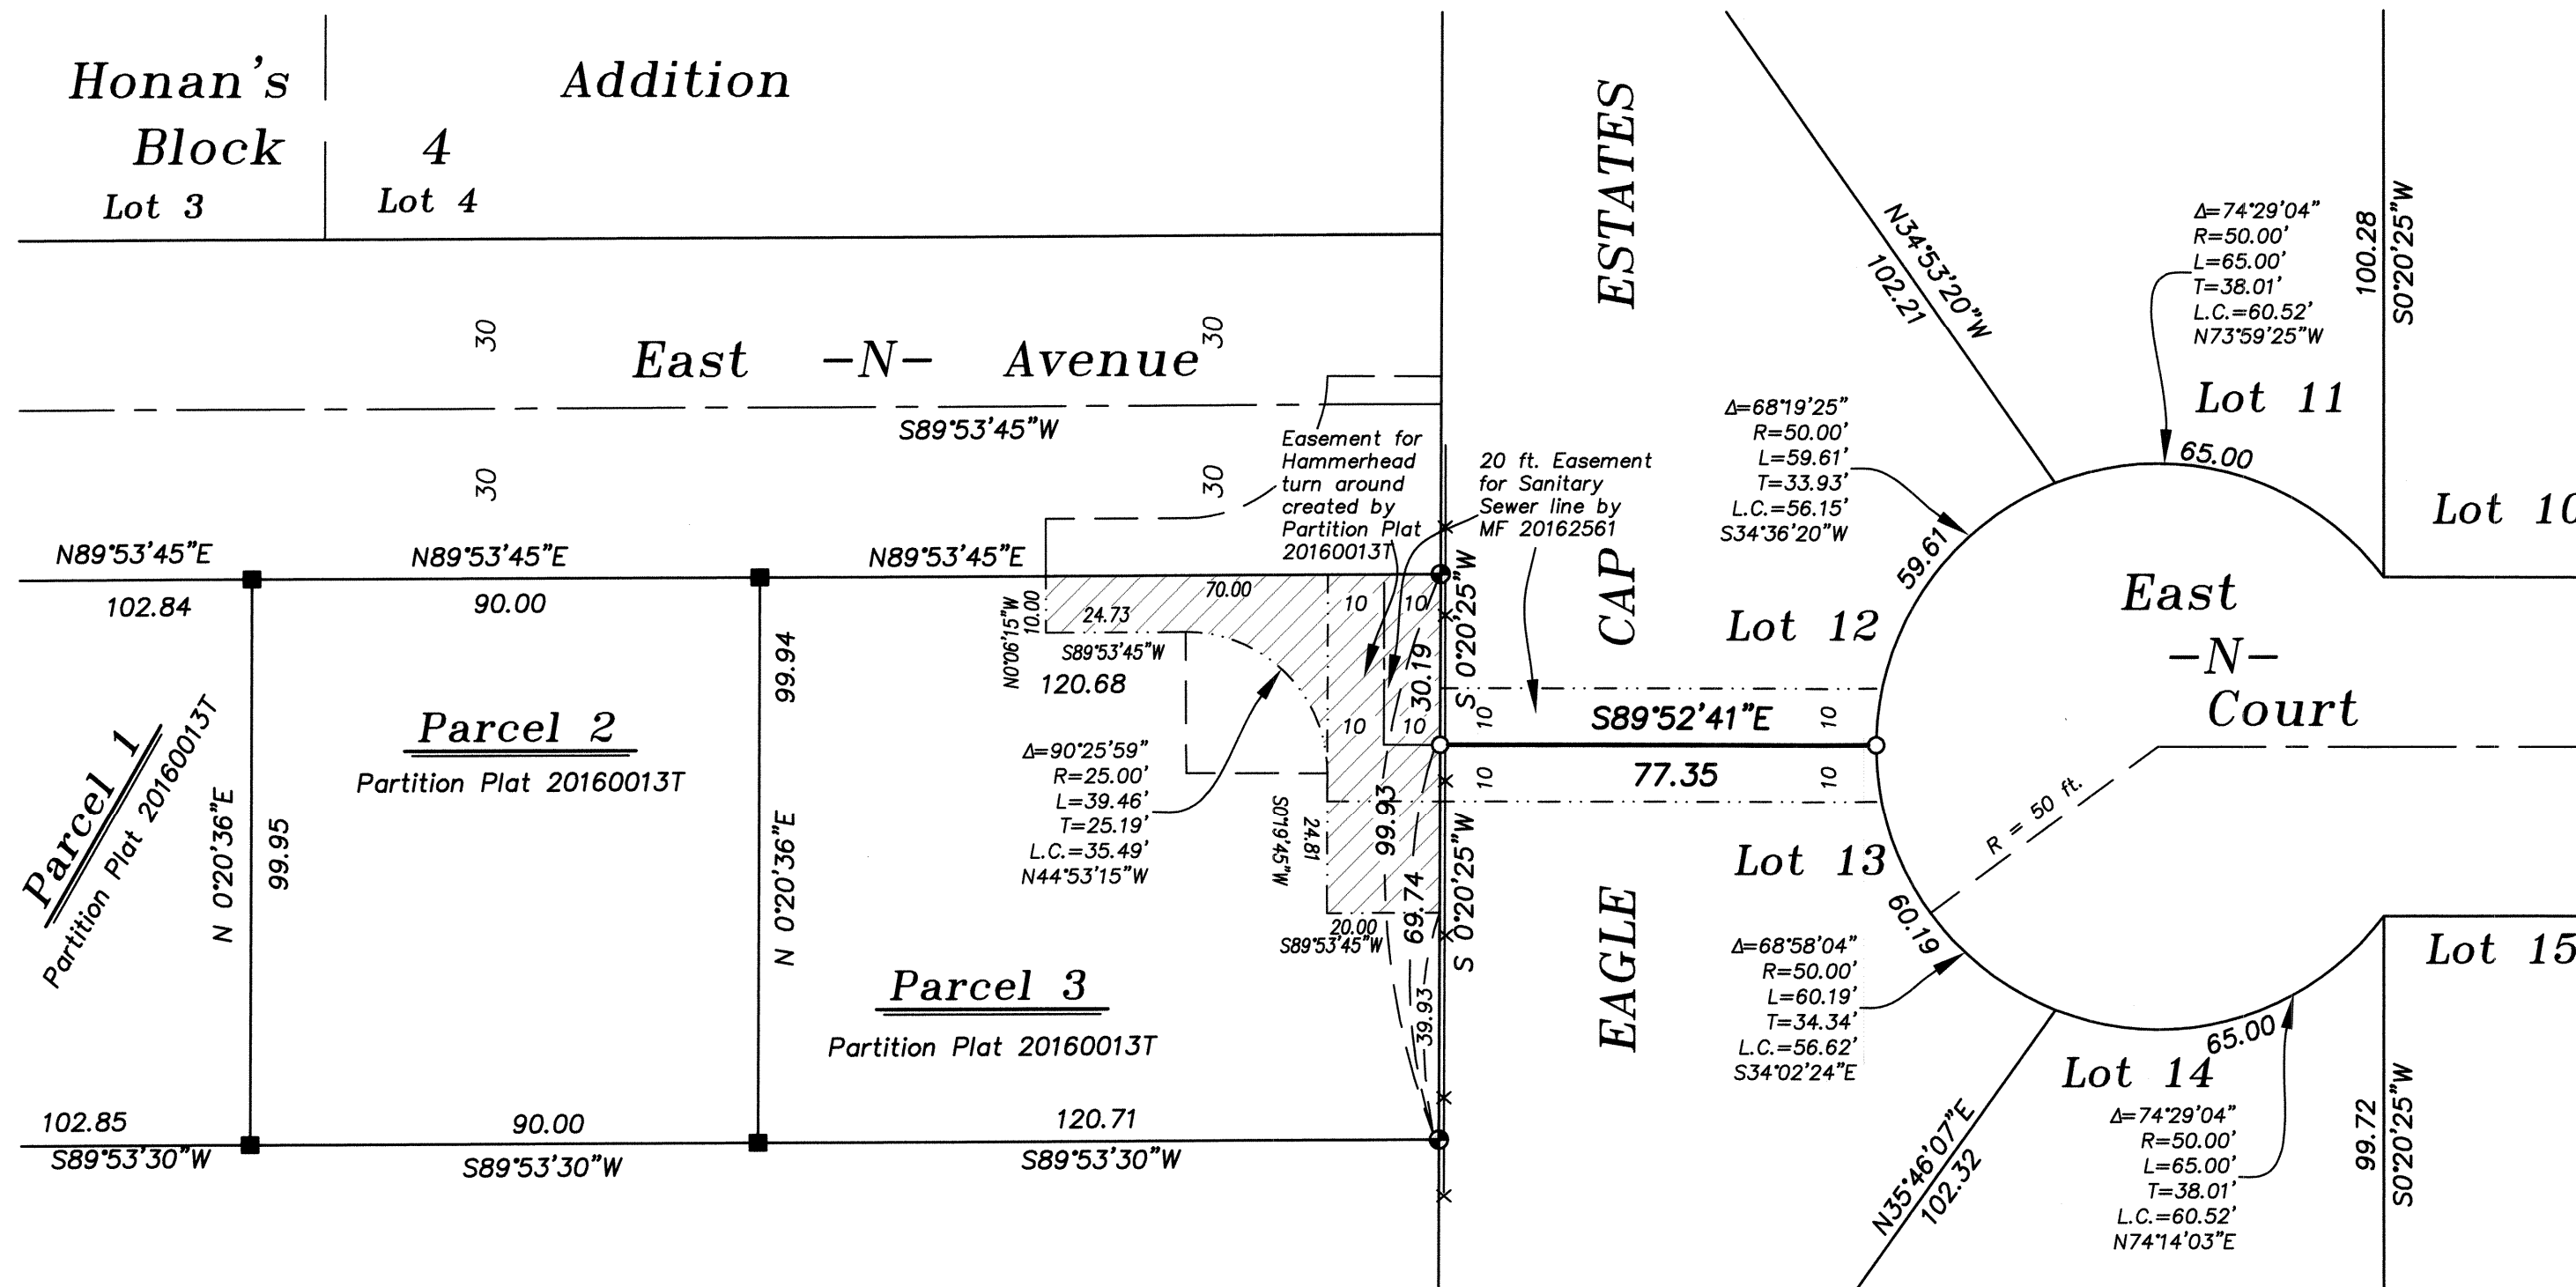 Honan's Addition
Block 4
Lot 3
Lot 4
30
30
East -N- Avenue
S89°53'45"W
30
30
N89°53'45"E
N89°53'45"E
N89°53'45"E
102.84
90.00
Easement for
Hammerhead
turn around
created by
Partition Plat
20160013T
20 ft. Easement
for Sanitary
Sewer line by
MF 20162561
70.00
10
10
24.73
N0°06'15"W
10.00
S89°53'45"W
120.68
99.94
N 0°20'36"E
30.19
S 0°20'25"W
10
10
Parcel 1
Partition Plat 20160013T
N 0°20'36"E
99.95
Parcel 2
Partition Plat 20160013T
Δ=90°25'59"
R=25.00'
L=39.46'
T=25.19'
L.C.=35.49'
N44°53'15"W
S0°19'45"W
24.81
99.93
69.74
S 0°20'25"W
20.00
S89°53'45"W
39.93
Parcel 3
Partition Plat 20160013T
102.85
S89°53'30"W
90.00
S89°53'30"W
120.71
S89°53'30"W
EAGLE CAP ESTATES
N34°53'20"W
102.21
Δ=74°29'04"
R=50.00'
L=65.00'
T=38.01'
L.C.=60.52'
N73°59'25"W
100.28
S0°20'25"W
Lot 11
65.00
Lot 10
Δ=68°19'25"
R=50.00'
L=59.61'
T=33.93'
L.C.=56.15'
S34°36'20"W
59.61
Lot 12
East
-N-
Court
10
S89°52'41"E
10
10
77.35
10
R = 50 ft.
Lot 13
60.19
Δ=68°58'04"
R=50.00'
L=60.19'
T=34.34'
L.C.=56.62'
S34°02'24"E
Lot 15
65.00
Lot 14
Δ=74°29'04"
R=50.00'
L=65.00'
T=38.01'
L.C.=60.52'
N74°14'03"E
N35°46'07"E
102.32
99.72
S0°20'25"W